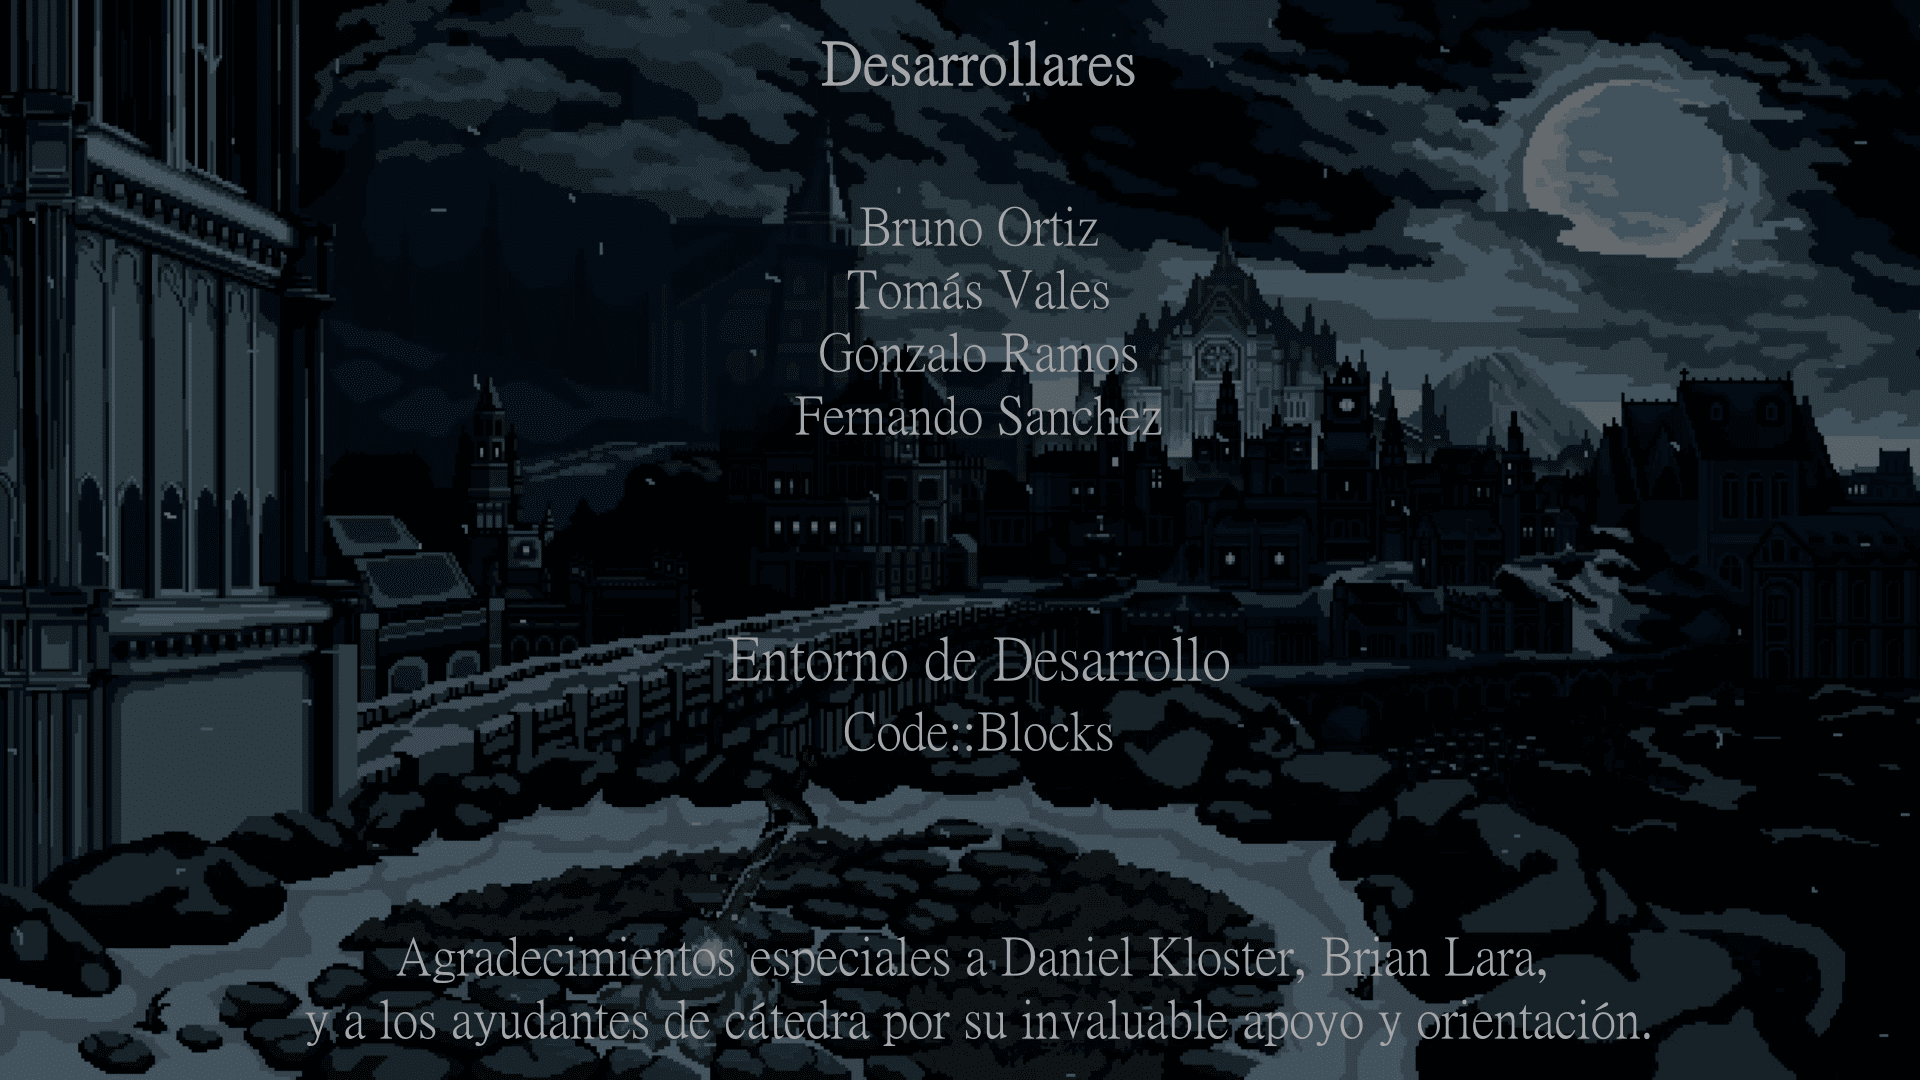 Desarrollares
Bruno Ortiz
Tomás Vales
Gonzalo Ramos
Fernando Sanchez
Entorno de Desarrollo
Code::Blocks
Agradecimientos especiales a Daniel Kloster, Brian Lara,
y a los ayudantes de cátedra por su invaluable apoyo y orientación.